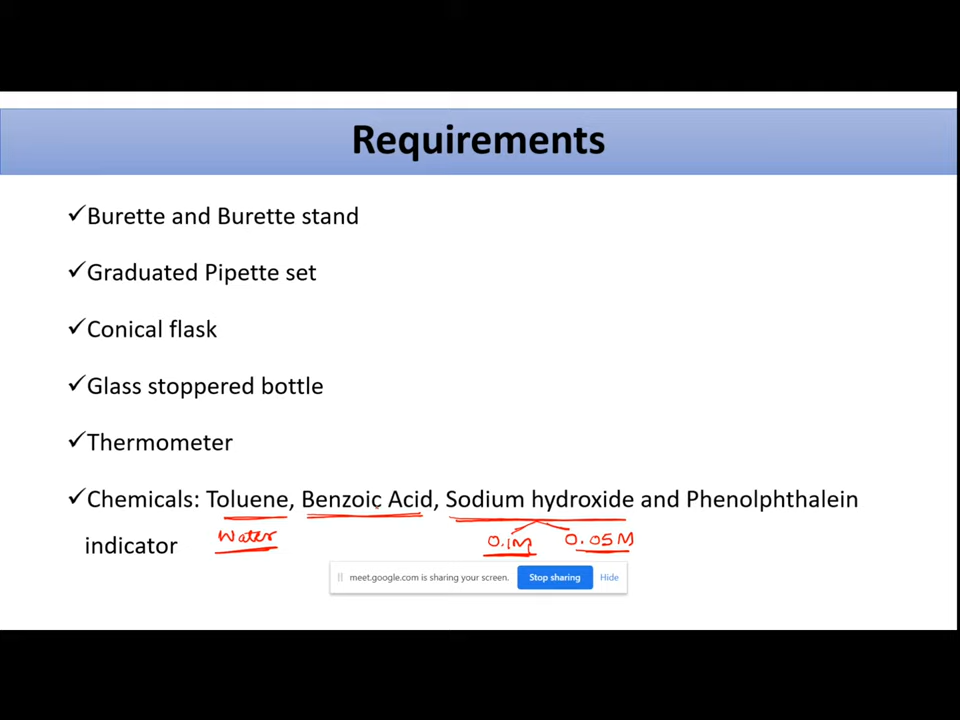 Requirements
✓Burette and Burette stand
✓Graduated Pipette set
✓Conical flask
✓Glass stoppered bottle
✓Thermometer
✓Chemicals: Toluene, Benzoic Acid, Sodium hydroxide and Phenolphthalein
indicator Water 0.1M 0.05M
meet.google.com is sharing your screen. Stop sharing Hide